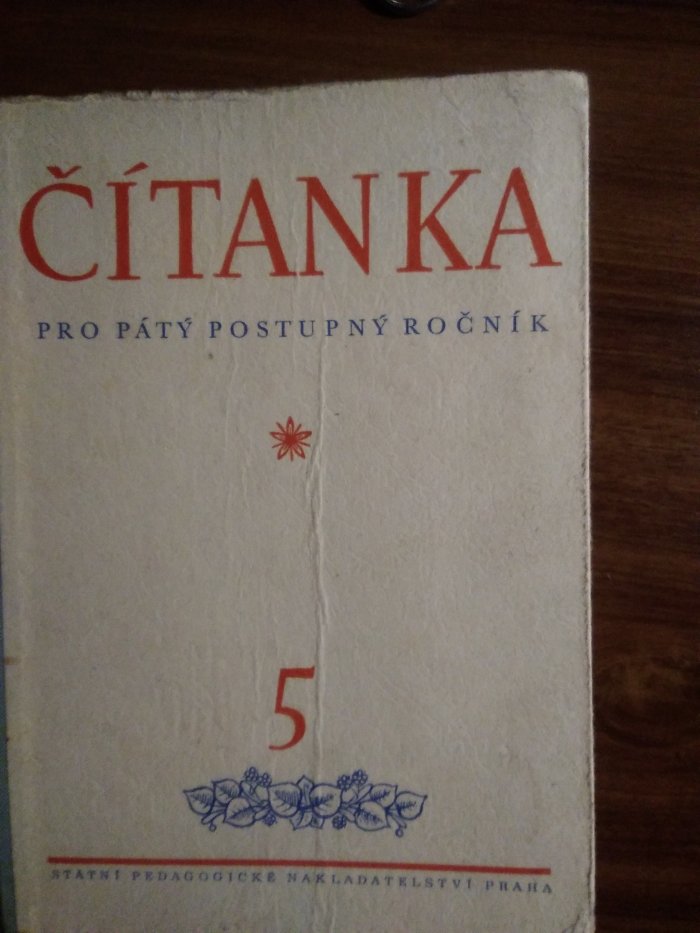 ČÍTANKA
PRO PÁTÝ POSTUPNÝ ROČNÍK
5
STÁTNÍ PEDAGOGICKÉ NAKLADATELSTVÍ PRAHA